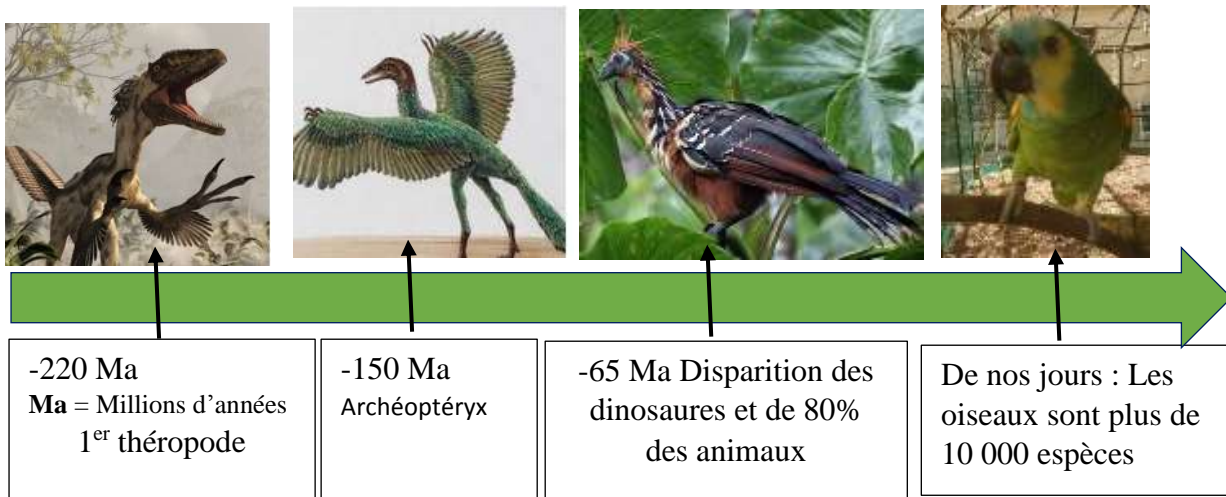 -220 Ma
Ma = Millions d’années
1er théropode
-150 Ma
Archéoptéryx
-65 Ma Disparition des
dinosaures et de 80%
des animaux
De nos jours : Les
oiseaux sont plus de
10 000 espèces